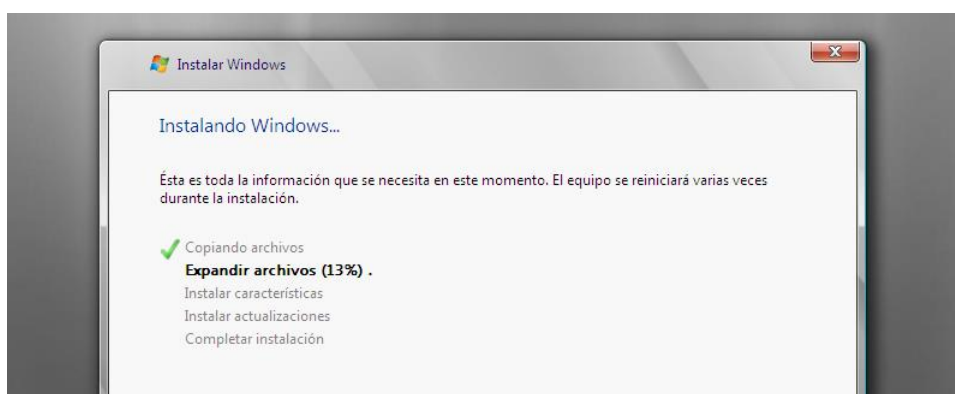 Instalar Windows
Instalando Windows...
Ésta es toda la información que se necesita en este momento. El equipo se reiniciará varias veces
durante la instalación.
Copiando archivos
Expandir archivos (13%) .
Instalar características
Instalar actualizaciones
Completar instalación